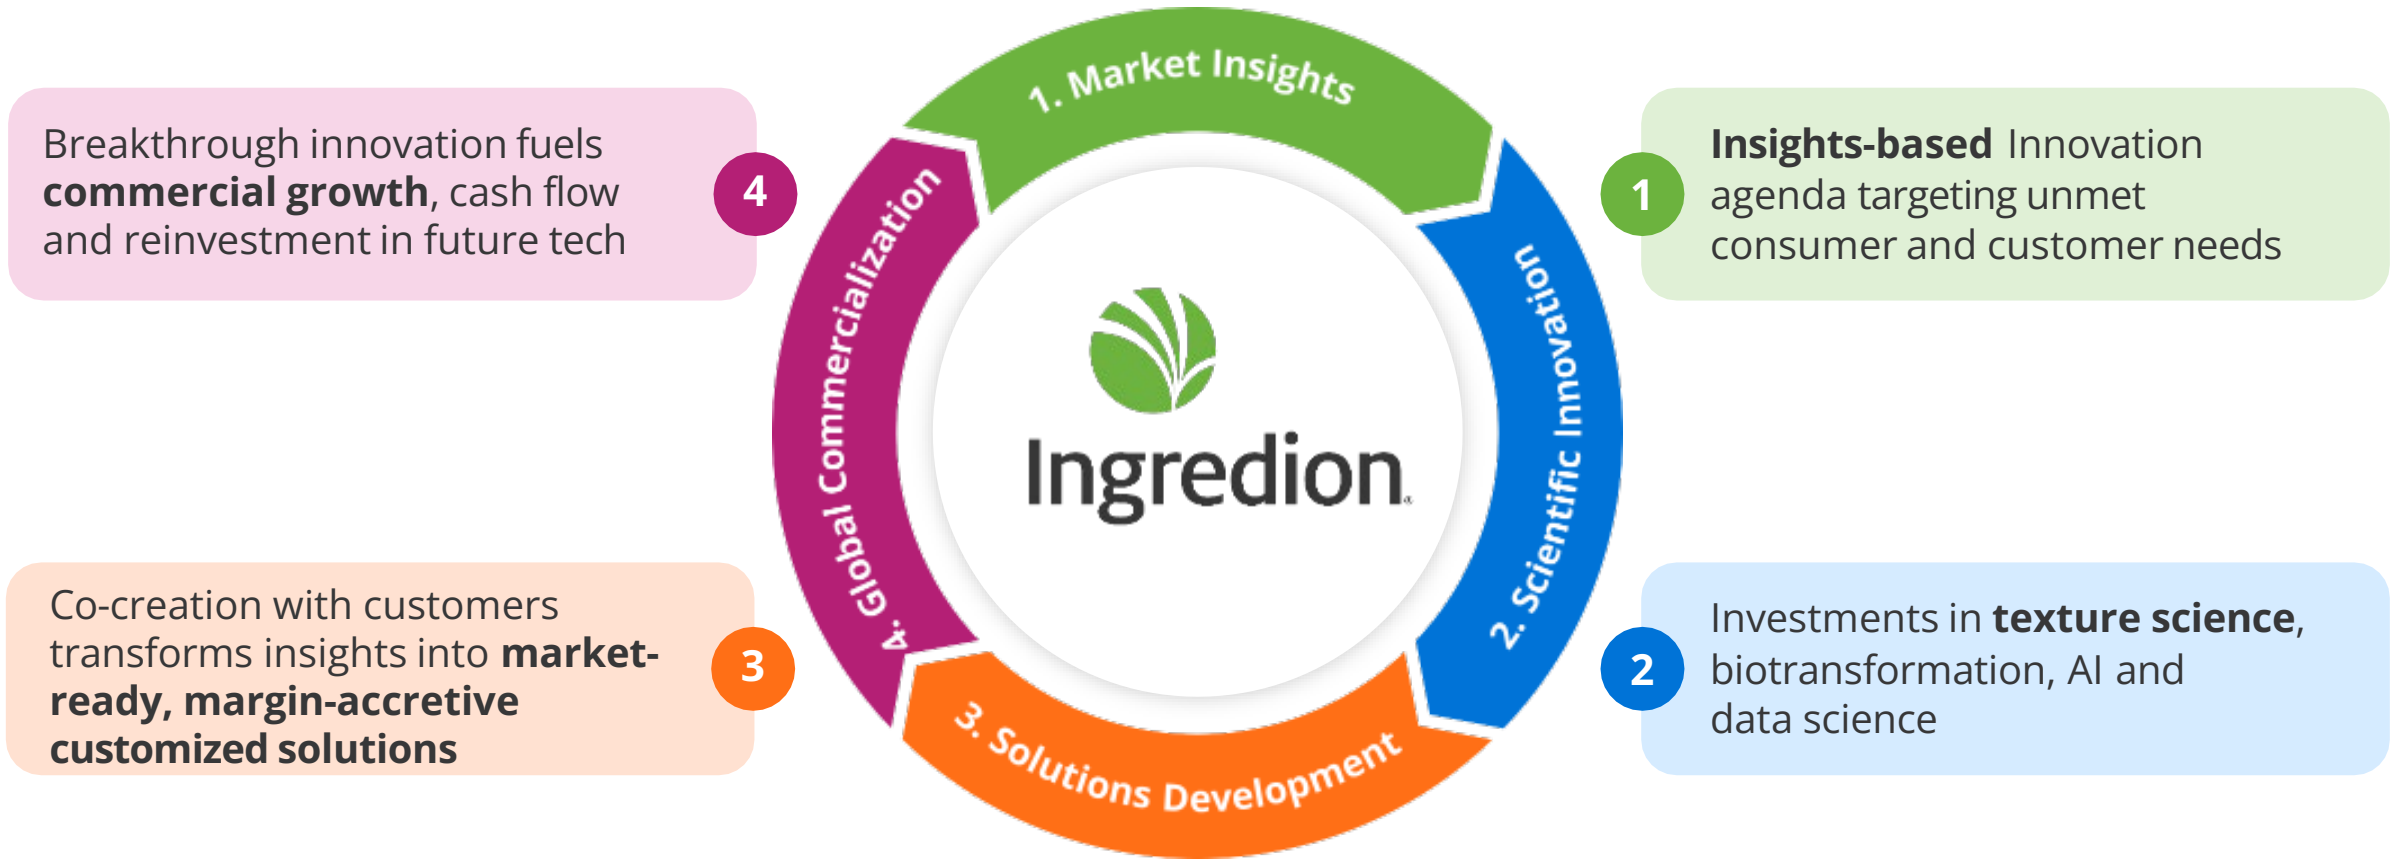 1. Market Insights
Breakthrough innovation fuels
commercial growth, cash flow
and reinvestment in future tech
4
1
Insights-based Innovation
agenda targeting unmet
consumer and customer needs
4. Global Commercialization
2. Scientific Innovation
Ingredion
Co-creation with customers
transforms insights into market-
ready, margin-accretive
customized solutions
3
2
Investments in texture science,
biotransformation, AI and
data science
3. Solutions Development